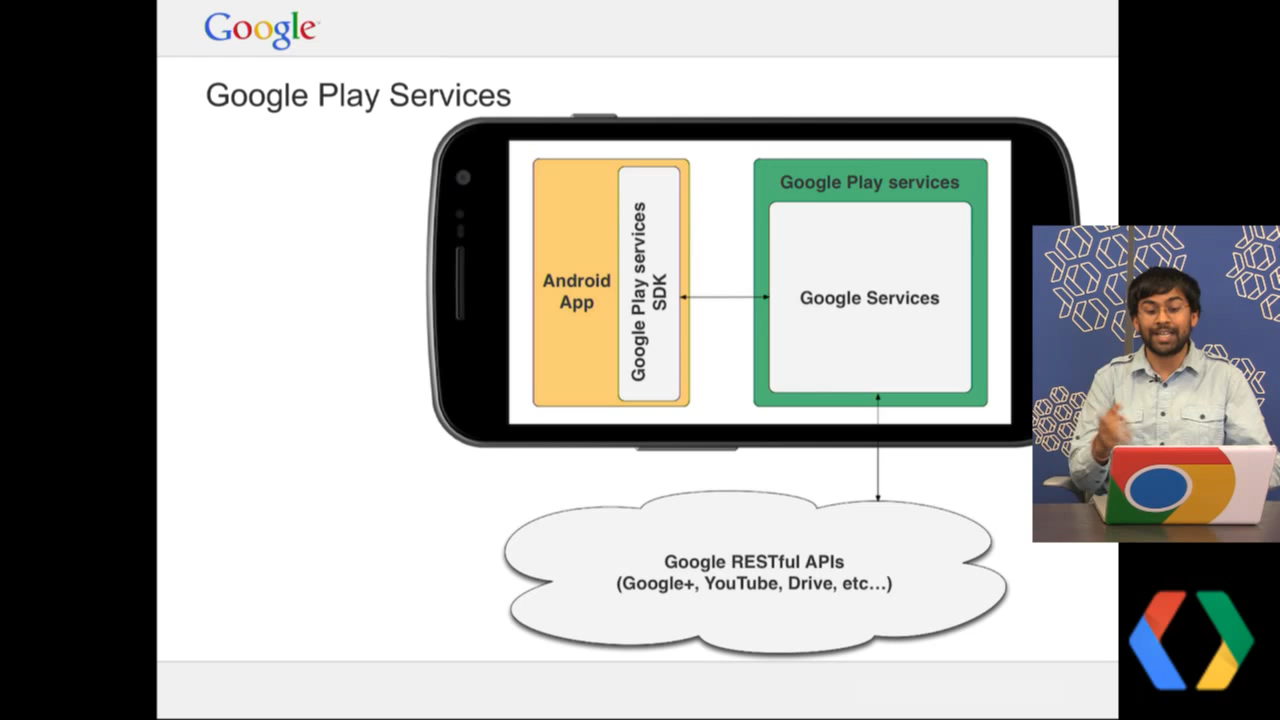 Google
Google Play Services
Android
App
Google Play services
SDK
Google Play services
Google Services
Google RESTful APIs
(Google+, YouTube, Drive, etc...)